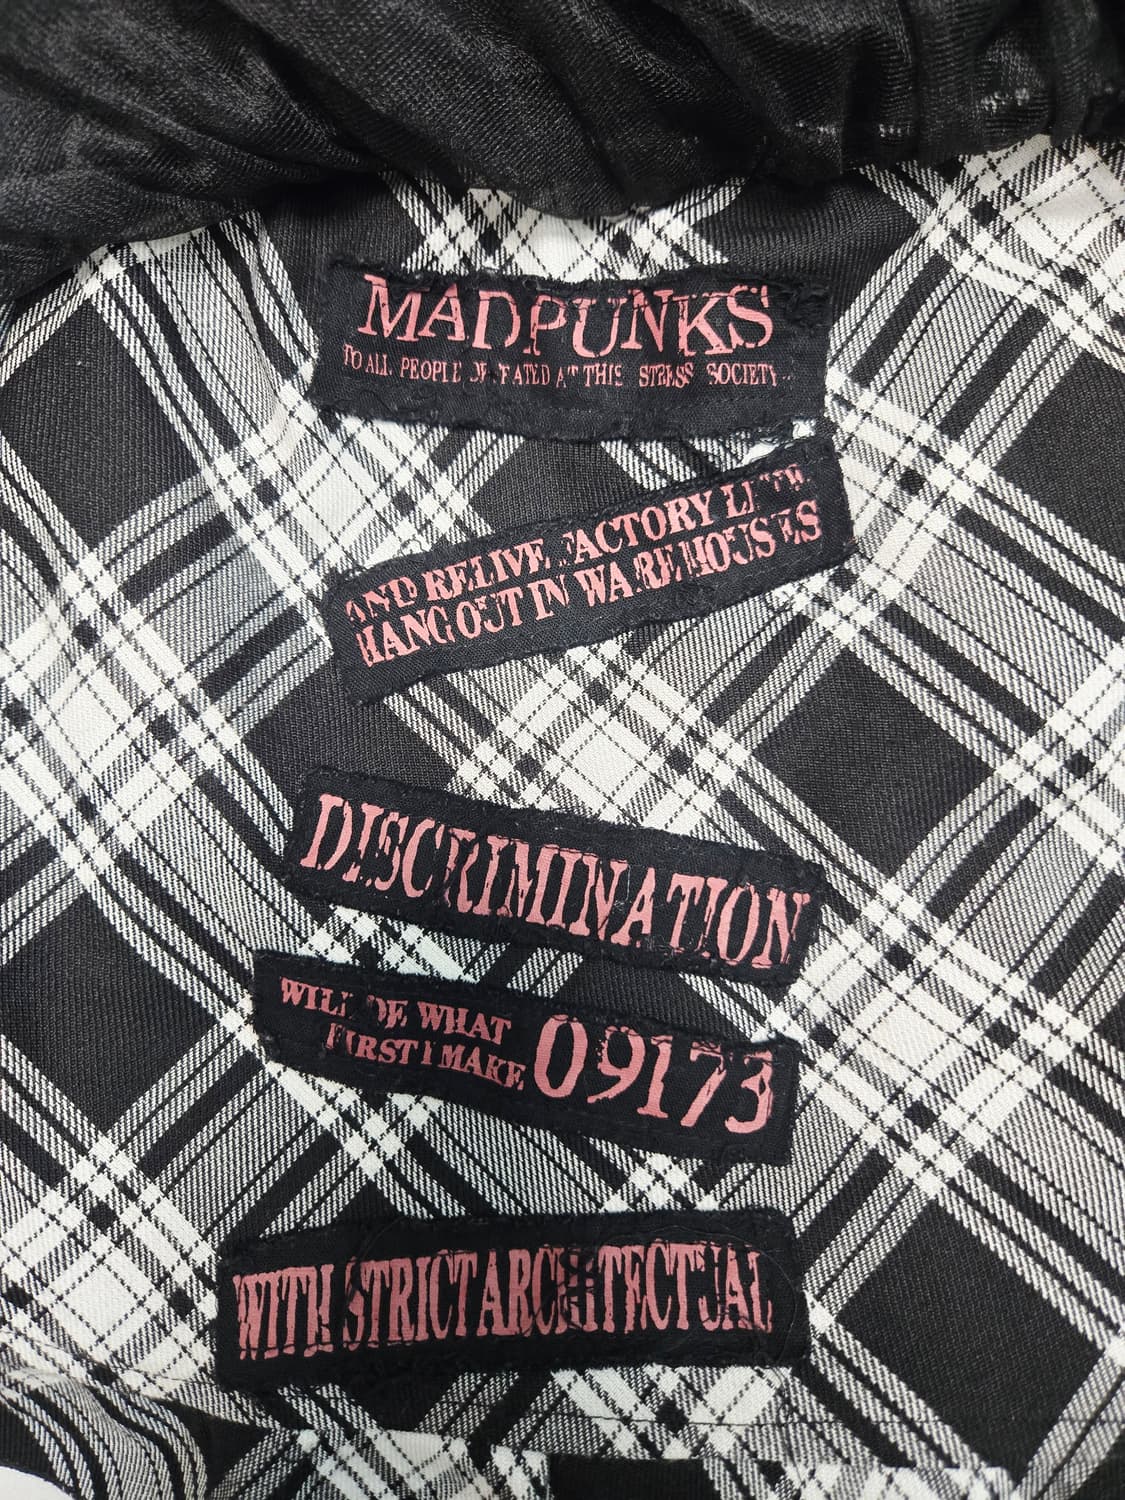 MADPUNKS
TO ALL PEOPLE DEFEATED AT THIS STRESS SOCIETY..
AND RELIVE FACTORY
HANG OUT IN WAREHOUSES
DISCRIMINATION
WILL BE WHAT
FIRST I MAKE
09173
WITH STRICT ARCHITECTUAL